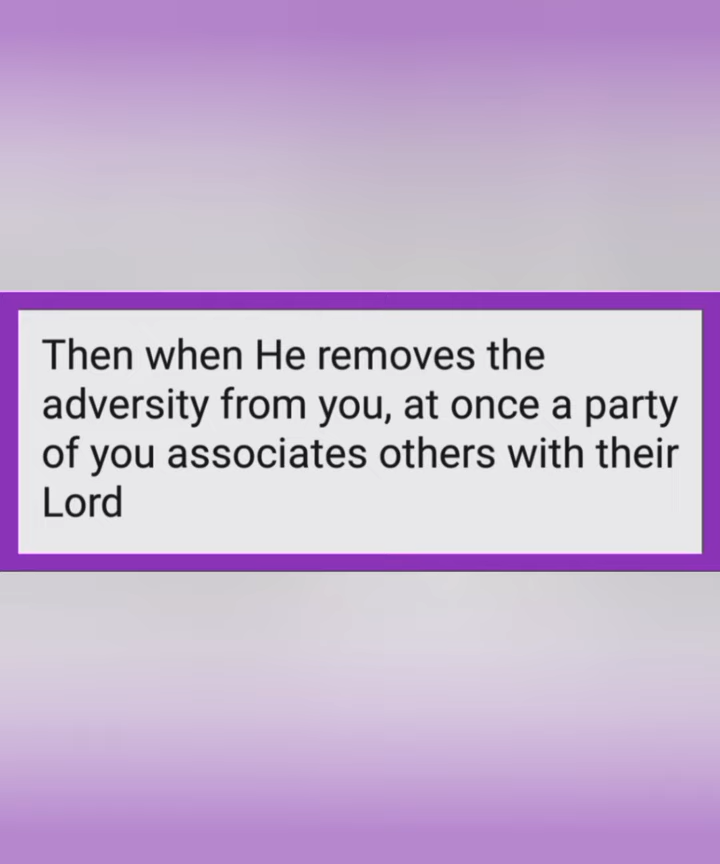 Then when He removes the
adversity from you, at once a party
of you associates others with their
Lord